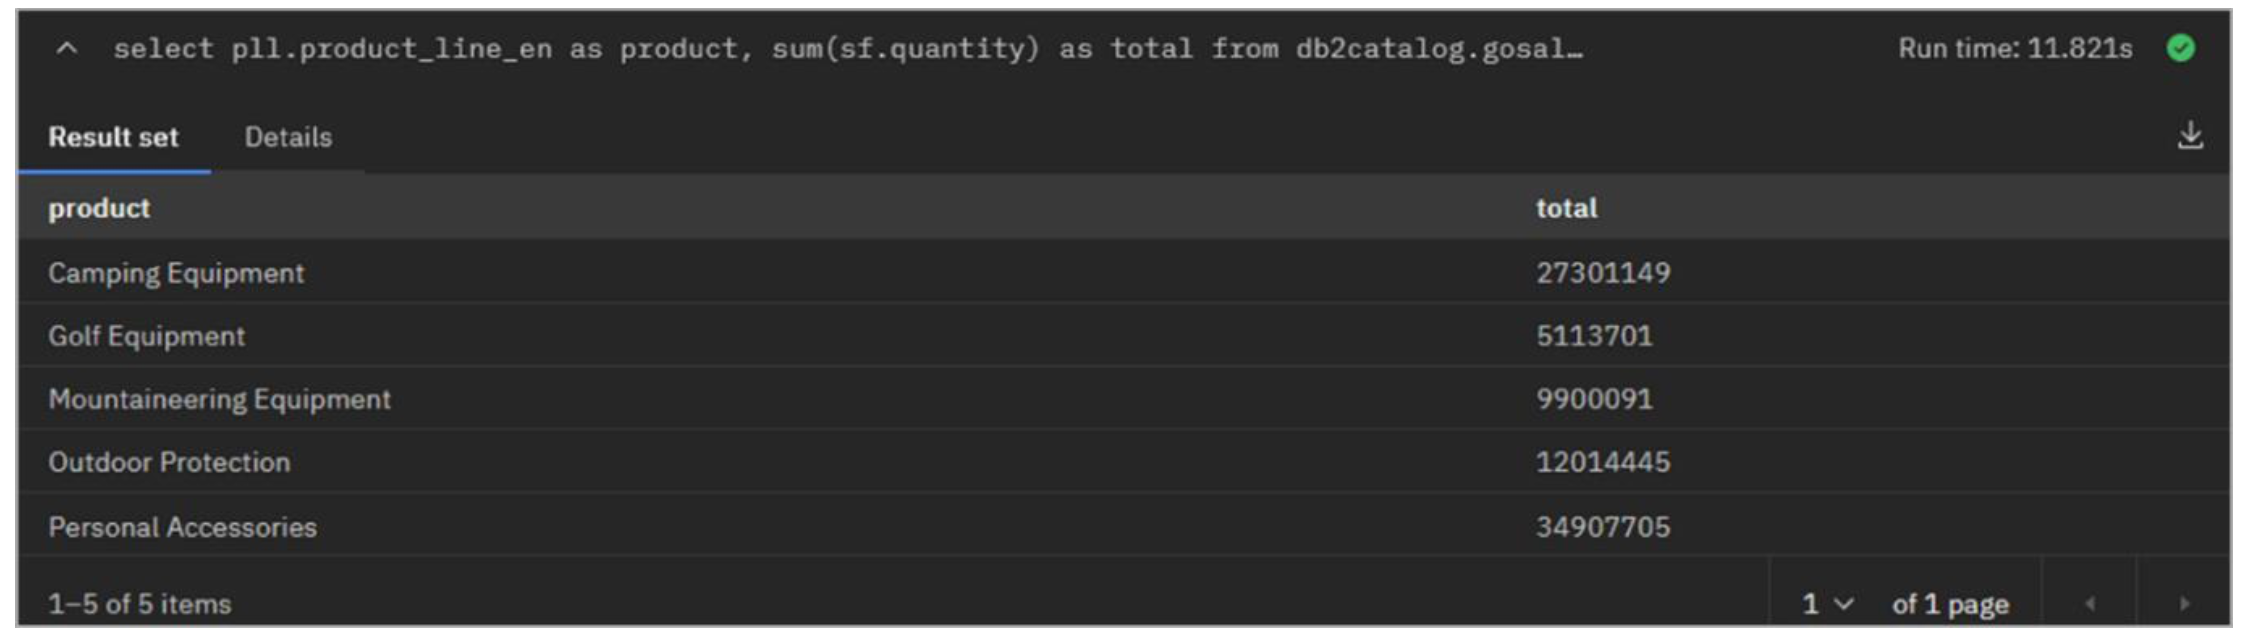 select pll.product_line_en as product, sum(sf.quantity) as total from db2catalog.gosal… Run time: 11.821s
Result set Details
product total
Camping Equipment 27301149
Golf Equipment 5113701
Mountaineering Equipment 9900091
Outdoor Protection 12014445
Personal Accessories 34907705
1–5 of 5 items 1 of 1 page